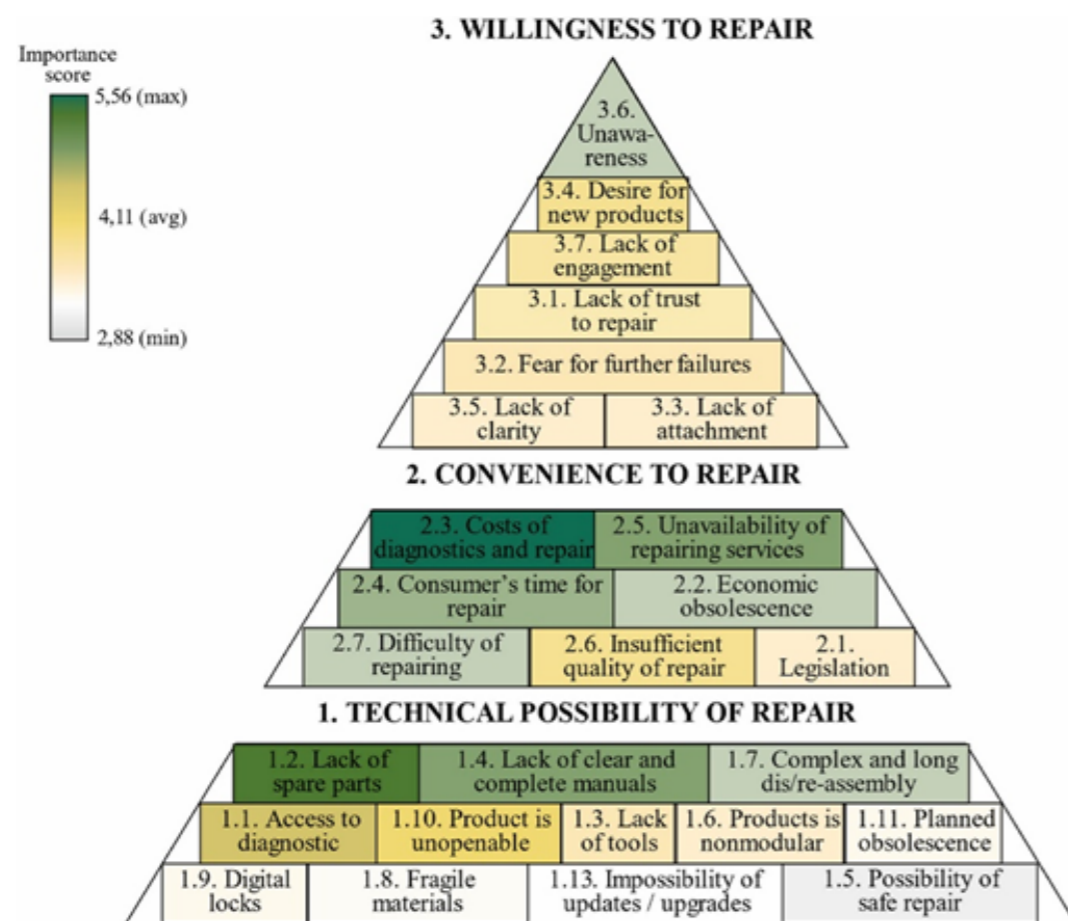 3. WILLINGNESS TO REPAIR
Importance
score
5,56 (max)
4,11 (avg)
2,88 (min)
3.6.
Unawa-
reness
3.4. Desire for
new products
3.7. Lack of
engagement
3.1. Lack of trust
to repair
3.2. Fear for further failures
3.5. Lack of
clarity
3.3. Lack of
attachment
2. CONVENIENCE TO REPAIR
2.3. Costs of
diagnostics and repair
2.5. Unavailability of
repairing services
2.4. Consumer’s time for
repair
2.2. Economic
obsolescence
2.7. Difficulty of
repairing
2.6. Insufficient
quality of repair
2.1.
Legislation
1. TECHNICAL POSSIBILITY OF REPAIR
1.2. Lack of
spare parts
1.4. Lack of clear and
complete manuals
1.7. Complex and long
dis/re-assembly
1.1. Access to
diagnostic
1.10. Product is
unopenable
1.3. Lack
of tools
1.6. Products is
nonmodular
1.11. Planned
obsolescence
1.9. Digital
locks
1.8. Fragile
materials
1.13. Impossibility of
updates / upgrades
1.5. Possibility of
safe repair